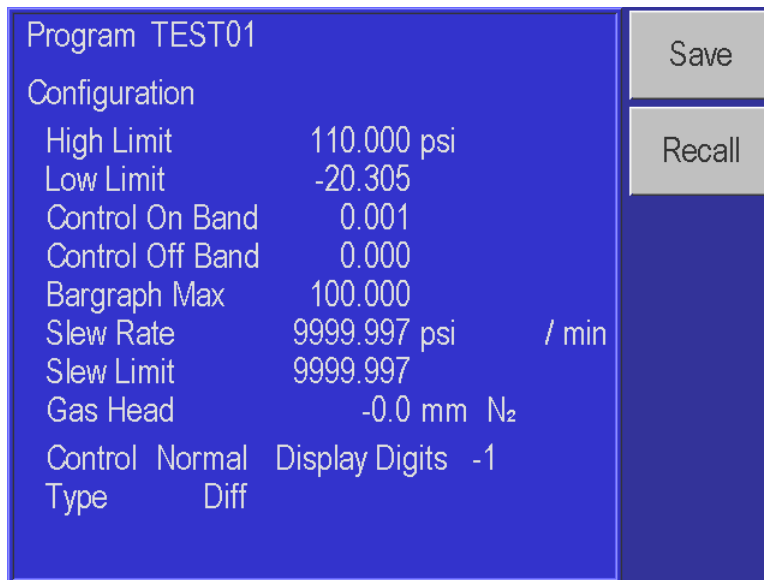 Program TEST01
Configuration
High Limit 110.000 psi
Low Limit -20.305
Control On Band 0.001
Control Off Band 0.000
Bargraph Max 100.000
Slew Rate 9999.997 psi / min
Slew Limit 9999.997
Gas Head -0.0 mm N₂
Control Normal Display Digits -1
Type Diff
Save
Recall